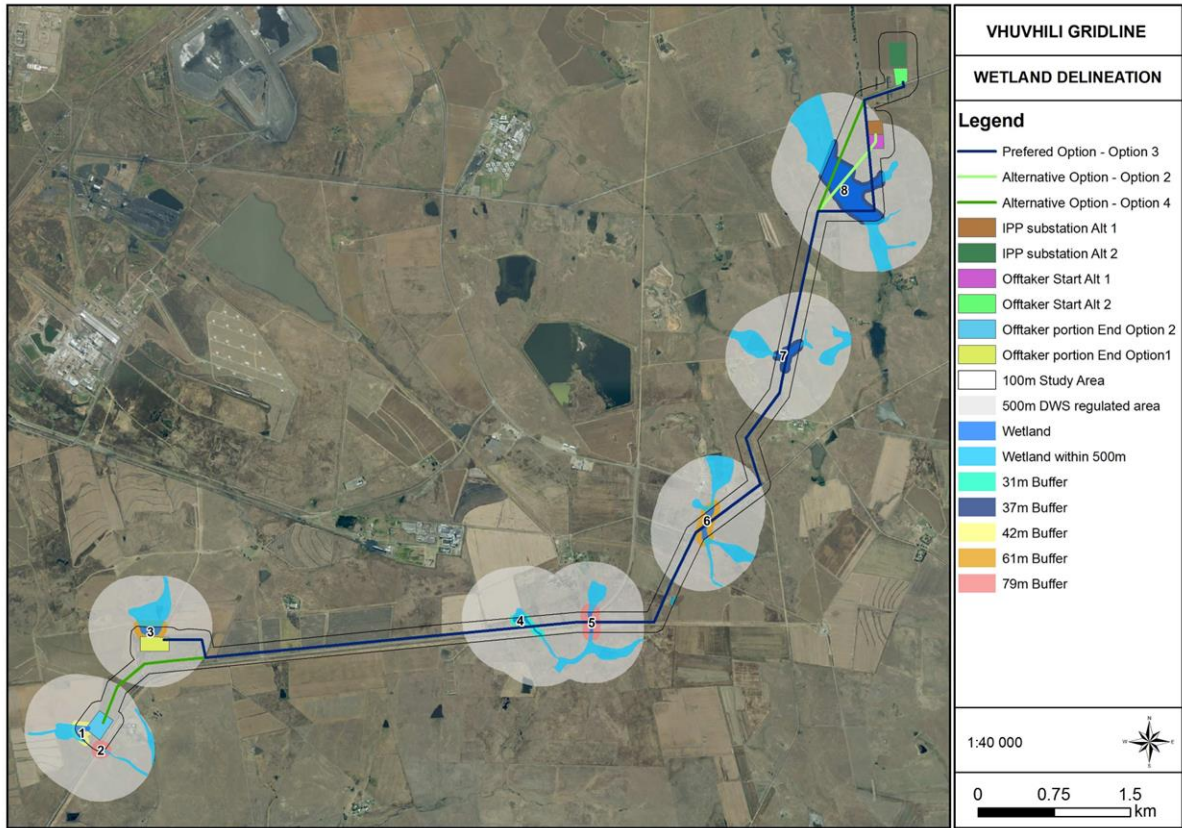 VHUVHILI GRIDLINE
WETLAND DELINEATION
Legend
Prefered Option - Option 3
Alternative Option - Option 2
Alternative Option - Option 4
IPP substation Alt 1
IPP substation Alt 2
Offtaker Start Alt 1
Offtaker Start Alt 2
Offtaker portion End Option 2
Offtaker portion End Option1
100m Study Area
500m DWS regulated area
Wetland
Wetland within 500m
31m Buffer
37m Buffer
42m Buffer
61m Buffer
79m Buffer
1:40 000
N
W E
S
0 0.75 1.5
km
8
7
6
5
4
3
1
2